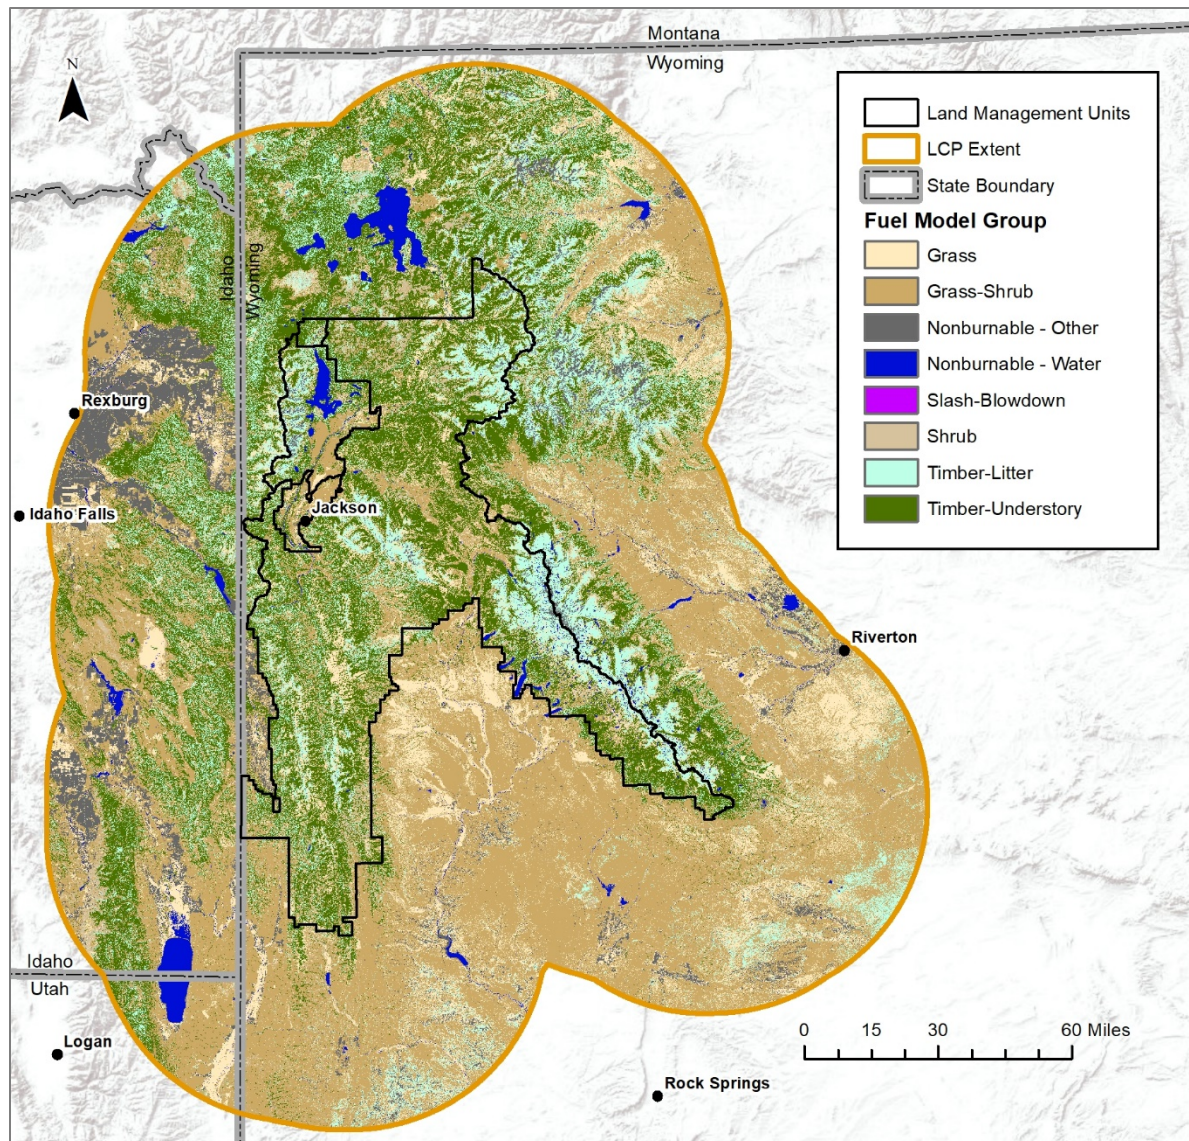 Montana
Wyoming
N
Land Management Units
LCP Extent
State Boundary
Fuel Model Group
Grass
Grass-Shrub
Nonburnable - Other
Nonburnable - Water
Slash-Blowdown
Shrub
Timber-Litter
Timber-Understory
Idaho
Wyoming
Rexburg
Idaho Falls
Jackson
Riverton
Idaho
Utah
Logan
Rock Springs
0 15 30 60 Miles